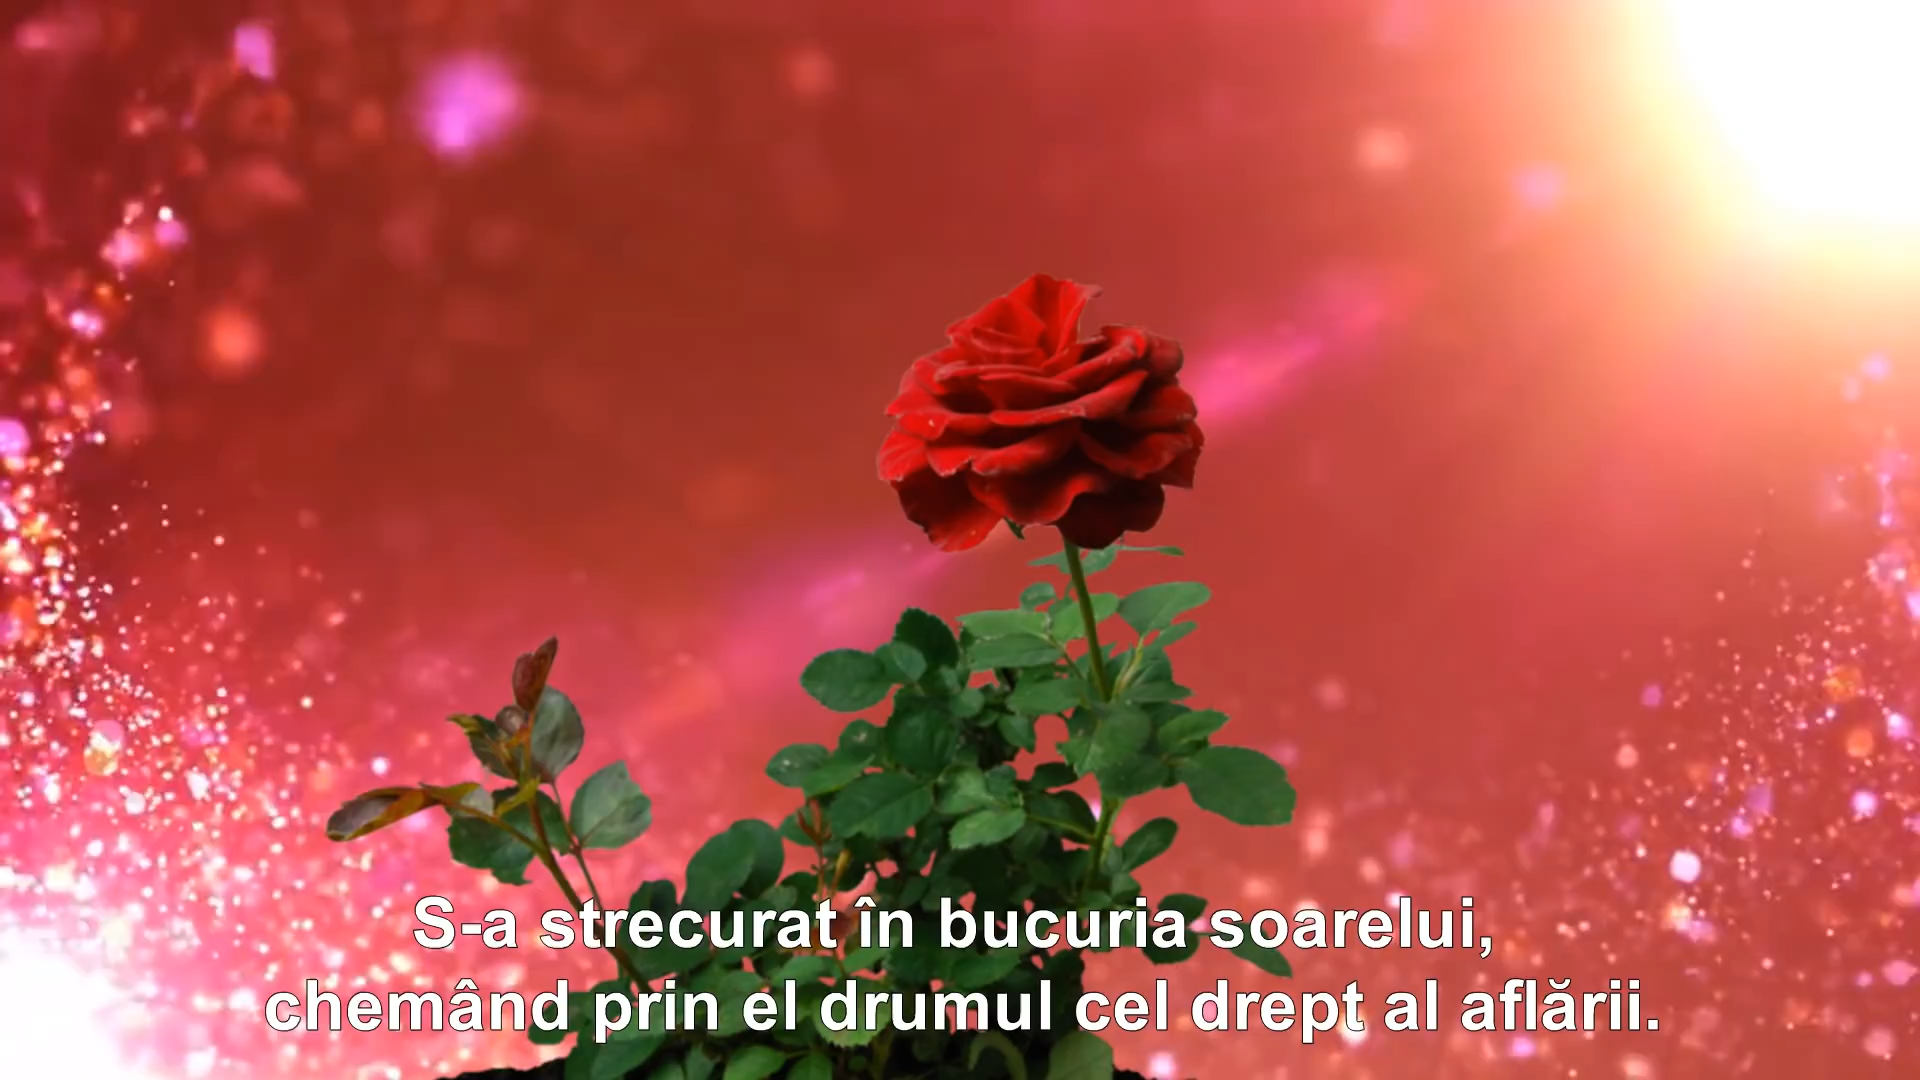 S-a strecurat în bucuria soarelui,
chemând prin el drumul cel drept al aflării.